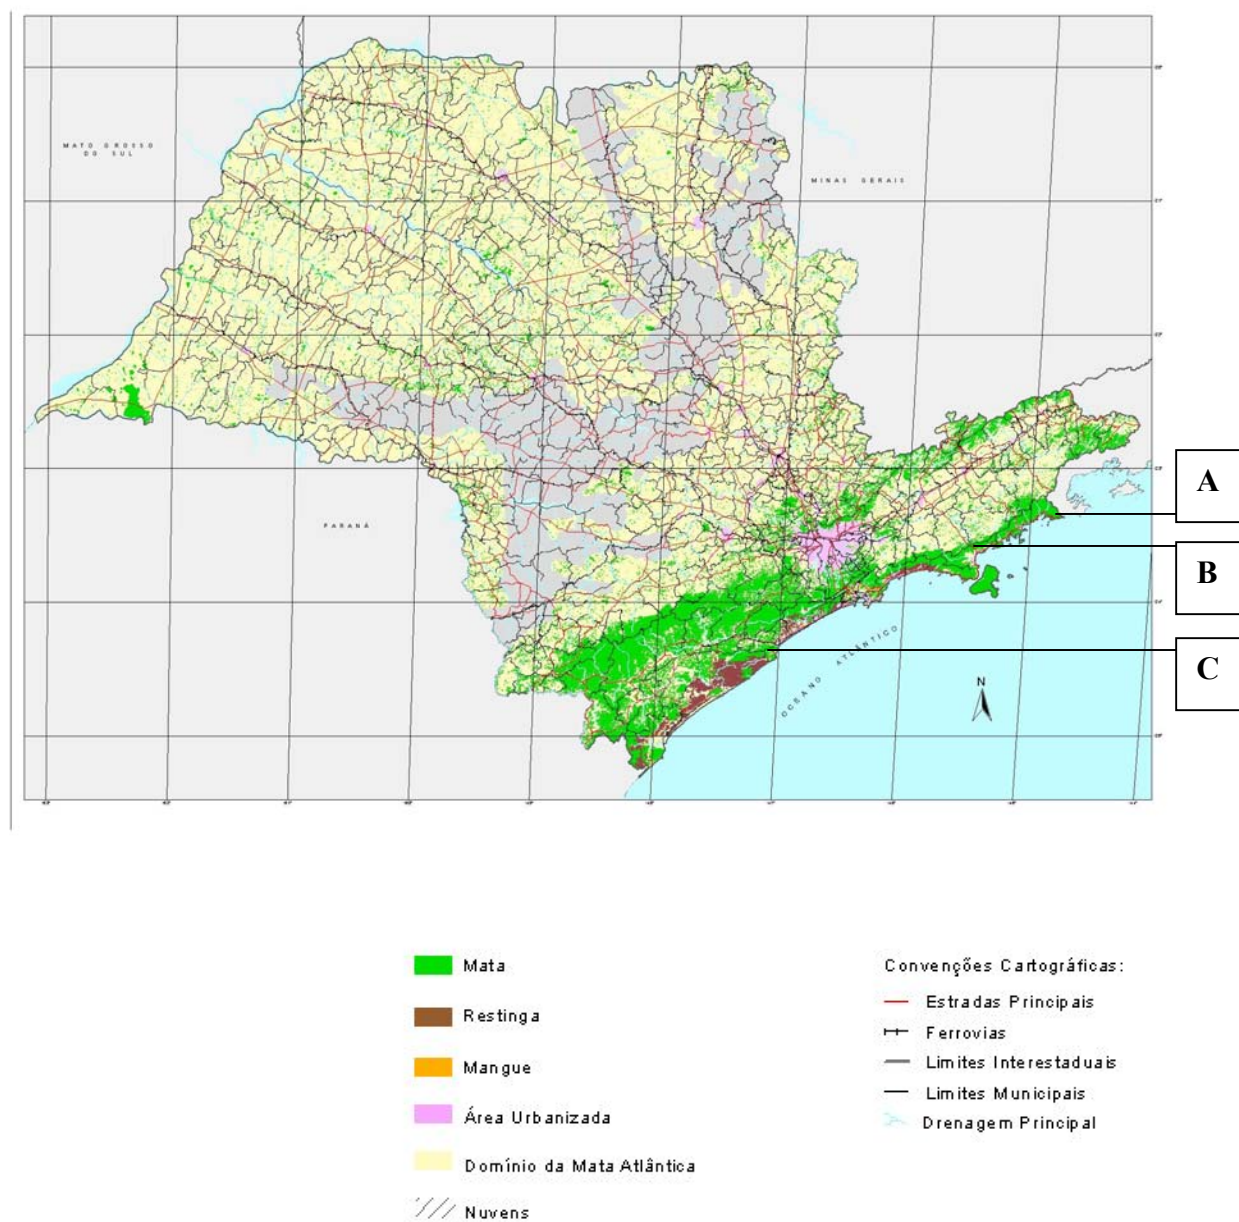 MATO GROSSO
DO SUL
MINAS GERAIS
PARANÁ
OCEANO ATLÂNTICO
N
A
B
C
Mata
Restinga
Mangue
Área Urbanizada
Domínio da Mata Atlântica
Nuvens
Convenções Cartográficas:
Estradas Principais
Ferrovias
Limites Interestaduais
Limites Municipais
Drenagem Principal